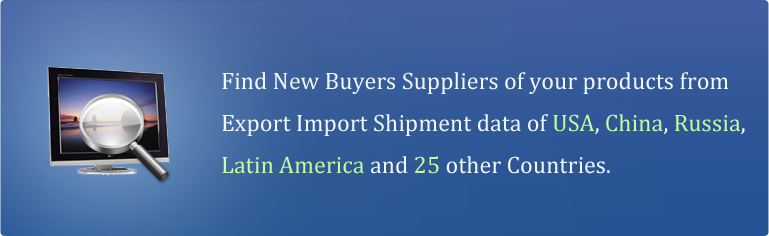 Find New Buyers Suppliers of your products from
Export Import Shipment data of USA, China, Russia,
Latin America and 25 other Countries.